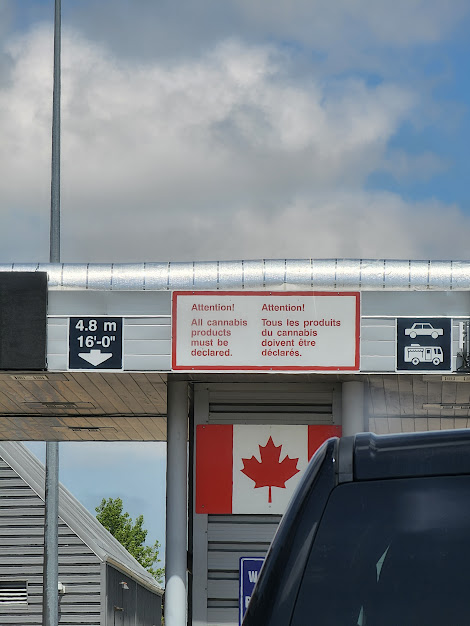 4.8 m
16'-0"
Attention!
All cannabis
products
must be
declared.
Attention!
Tous les produits
du cannabis
doivent être
déclarés.